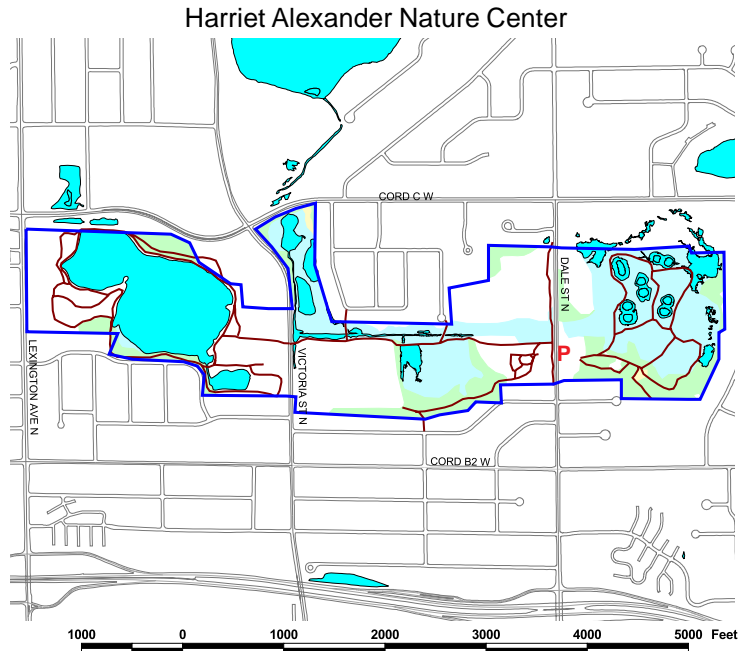 Harriet Alexander Nature Center
CORD C W
DALE ST N
P
LEXINGTON AVE N
VICTORIA ST N
CORD B2 W
1000 0 1000 2000 3000 4000 5000 Feet